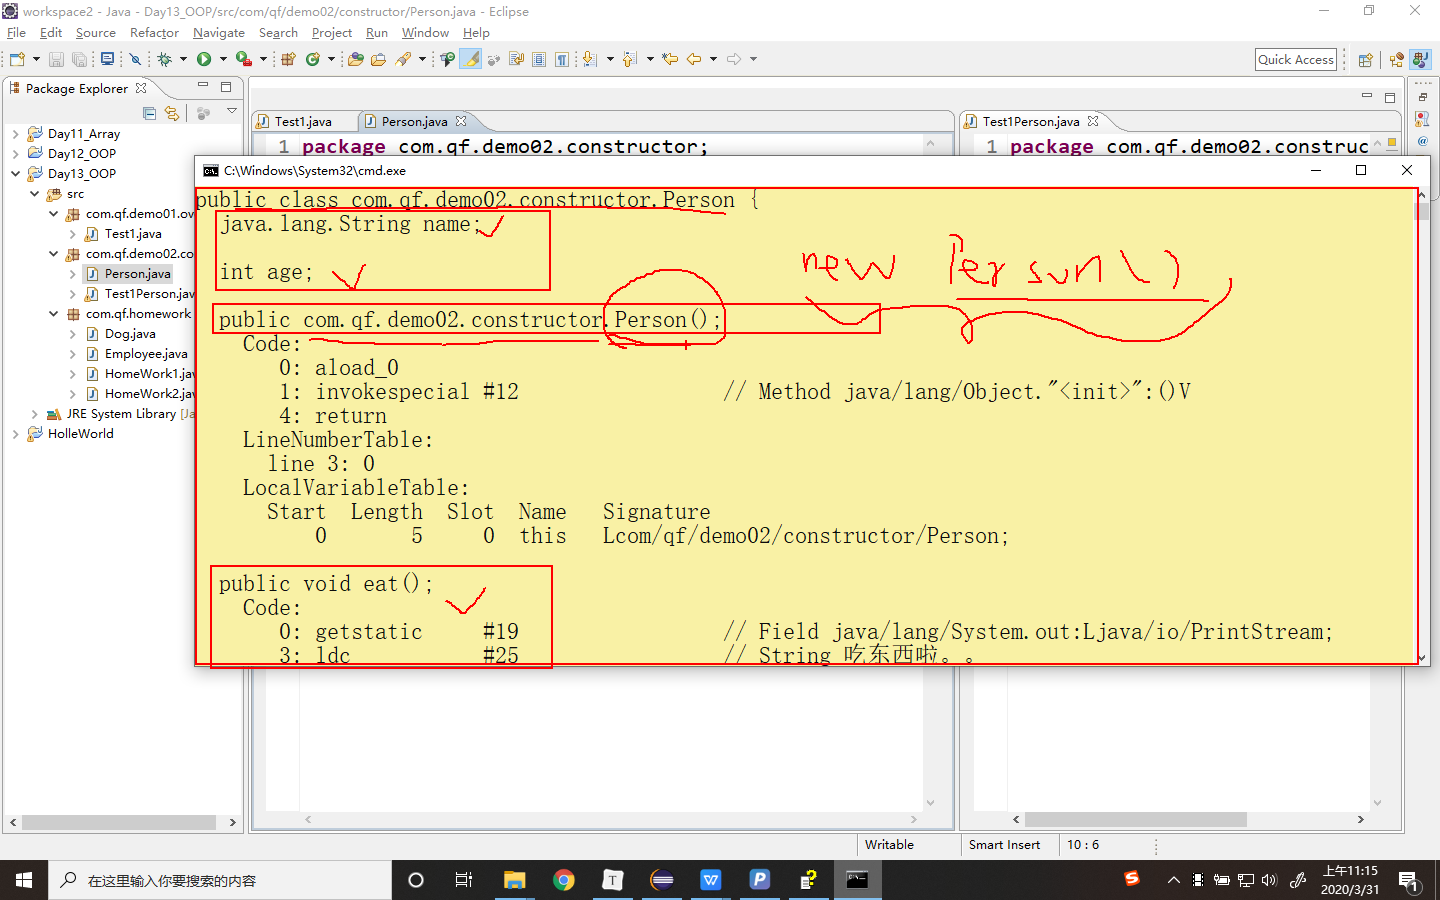 workspace2 - Java - Day13_OOP/src/com/qf/demo02/constructor/Person.java - Eclipse
File Edit Source Refactor Navigate Search Project Run Window Help
Quick Access
Package Explorer
Day11_Array
Day12_OOP
Day13_OOP
src
com.qf.demo01.ov
Test1.java
com.qf.demo02.co
Person.java
Test1Person.jav
com.qf.homework
Dog.java
Employee.java
HomeWork1.jav
HomeWork2.jav
JRE System Library [Ja
HolleWorld
Test1.java Person.java
1 package com.qf.demo02.constructor;
Test1Person.java
1 package com.qf.demo02.construc
C:\Windows\System32\cmd.exe
public class com.qf.demo02.constructor.Person {
java.lang.String name;
int age;
new Person()
public com.qf.demo02.constructor.Person();
Code:
0: aload_0
1: invokespecial #12 // Method java/lang/Object."<init>":()V
4: return
LineNumberTable:
line 3: 0
LocalVariableTable:
Start Length Slot Name Signature
0 5 0 this Lcom/qf/demo02/constructor/Person;
public void eat();
Code:
0: getstatic #19 // Field java/lang/System.out:Ljava/io/PrintStream;
3: ldc #25 // String 吃东西啦。。
Writable Smart Insert 10 : 6
在这里输入你要搜索的内容
上午11:15
2020/3/31
1